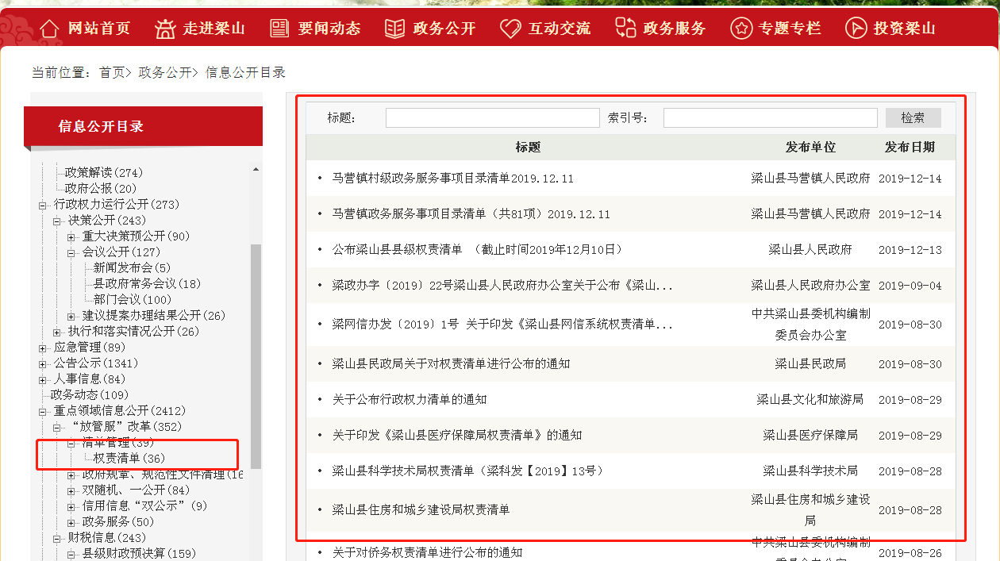 网站首页 走进梁山 要闻动态 政务公开 互动交流 政务服务 专题专栏 投资梁山
当前位置: 首页> 政务公开> 信息公开目录
信息公开目录
政策解读(274)
政府公报(20)
行政权力运行公开(273)
决策公开(243)
重大决策预公开(90)
会议公开(127)
新闻发布会(5)
县政府常务会议(18)
部门会议(100)
建议提案办理结果公开(26)
执行和落实情况公开(26)
应急管理(89)
公告公示(1341)
人事信息(84)
政务动态(109)
重点领域信息公开(2412)
“放管服”改革(352)
清单管理(39)
权责清单(36)
政府规章、规范性文件清理(16
双随机、一公开(84)
信用信息“双公示”(9)
政务服务(50)
财税信息(243)
县级财政预决算(159)
标题: 索引号: 检索
标题 发布单位 发布日期
• 马营镇村级政务服务事项目录清单2019.12.11 梁山县马营镇人民政府 2019-12-14
• 马营镇政务服务事项目录清单（共81项）2019.12.11 梁山县马营镇人民政府 2019-12-14
• 公布梁山县县级权责清单 （截止时间2019年12月10日） 梁山县人民政府 2019-12-13
• 梁政办字〔2019〕22号梁山县人民政府办公室关于公布《梁山... 梁山县人民政府办公室 2019-09-04
• 梁网信办发〔2019〕1号 关于印发《梁山县网信系统权责清单... 中共梁山县委机构编制委员会办公室 2019-08-30
• 梁山县民政局关于对权责清单进行公布的通知 梁山县民政局 2019-08-30
• 关于公布行政权力清单的通知 梁山县文化和旅游局 2019-08-29
• 关于印发《梁山县医疗保障局权责清单》的通知 梁山县医疗保障局 2019-08-29
• 梁山县科学技术局权责清单（梁科发【2019】13号） 梁山县科学技术局 2019-08-28
• 梁山县住房和城乡建设局权责清单 梁山县住房和城乡建设局 2019-08-28
• 关于对侨务权责清单进行公布的通知 中共梁山县委机构编制 2019-08-26